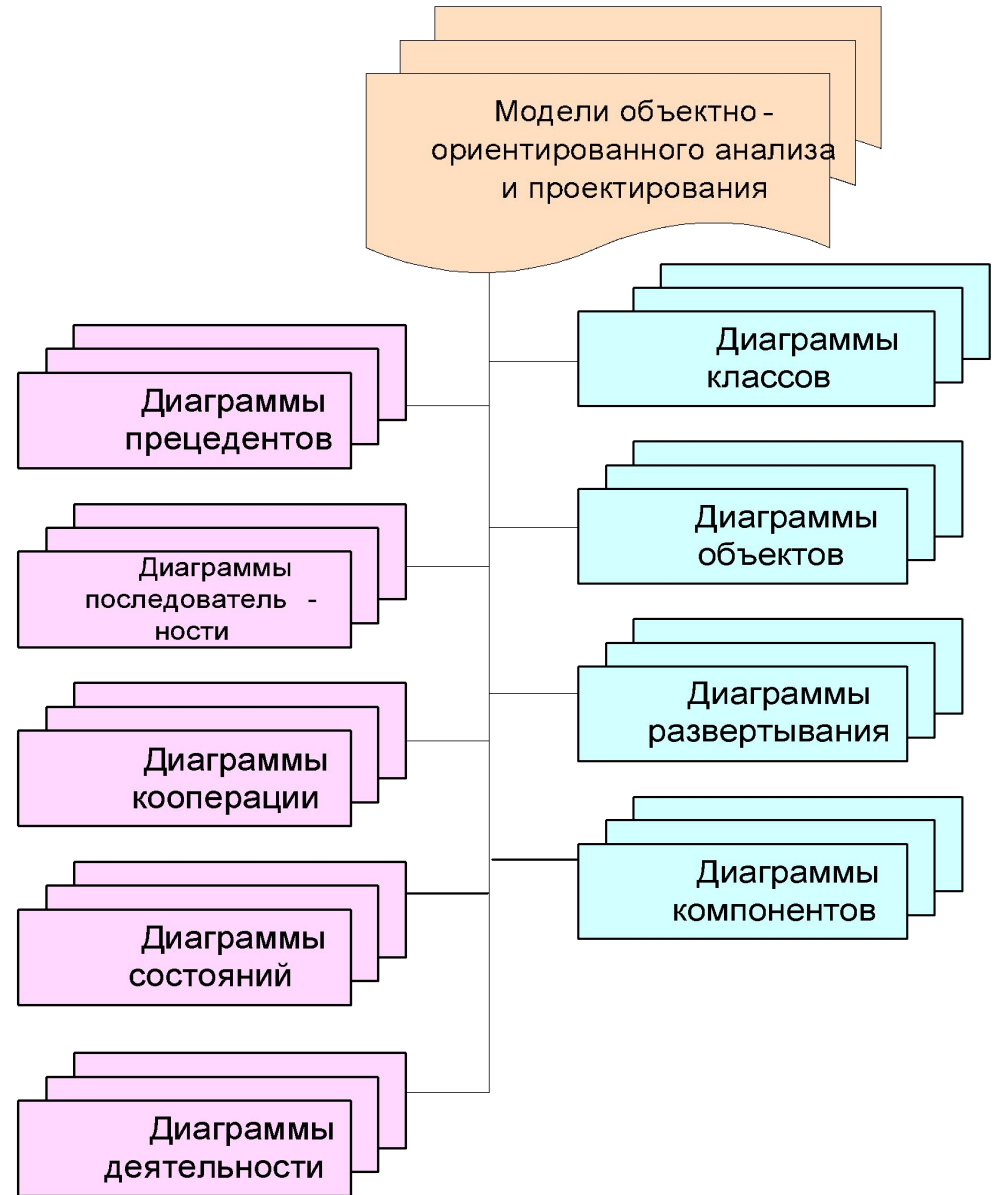 Модели объектно -
ориентированного анализа
и проектирования
Диаграммы
прецедентов
Диаграммы
последователь -
ности
Диаграммы
кооперации
Диаграммы
состояний
Диаграммы
деятельности
Диаграммы
классов
Диаграммы
объектов
Диаграммы
развертывания
Диаграммы
компонентов